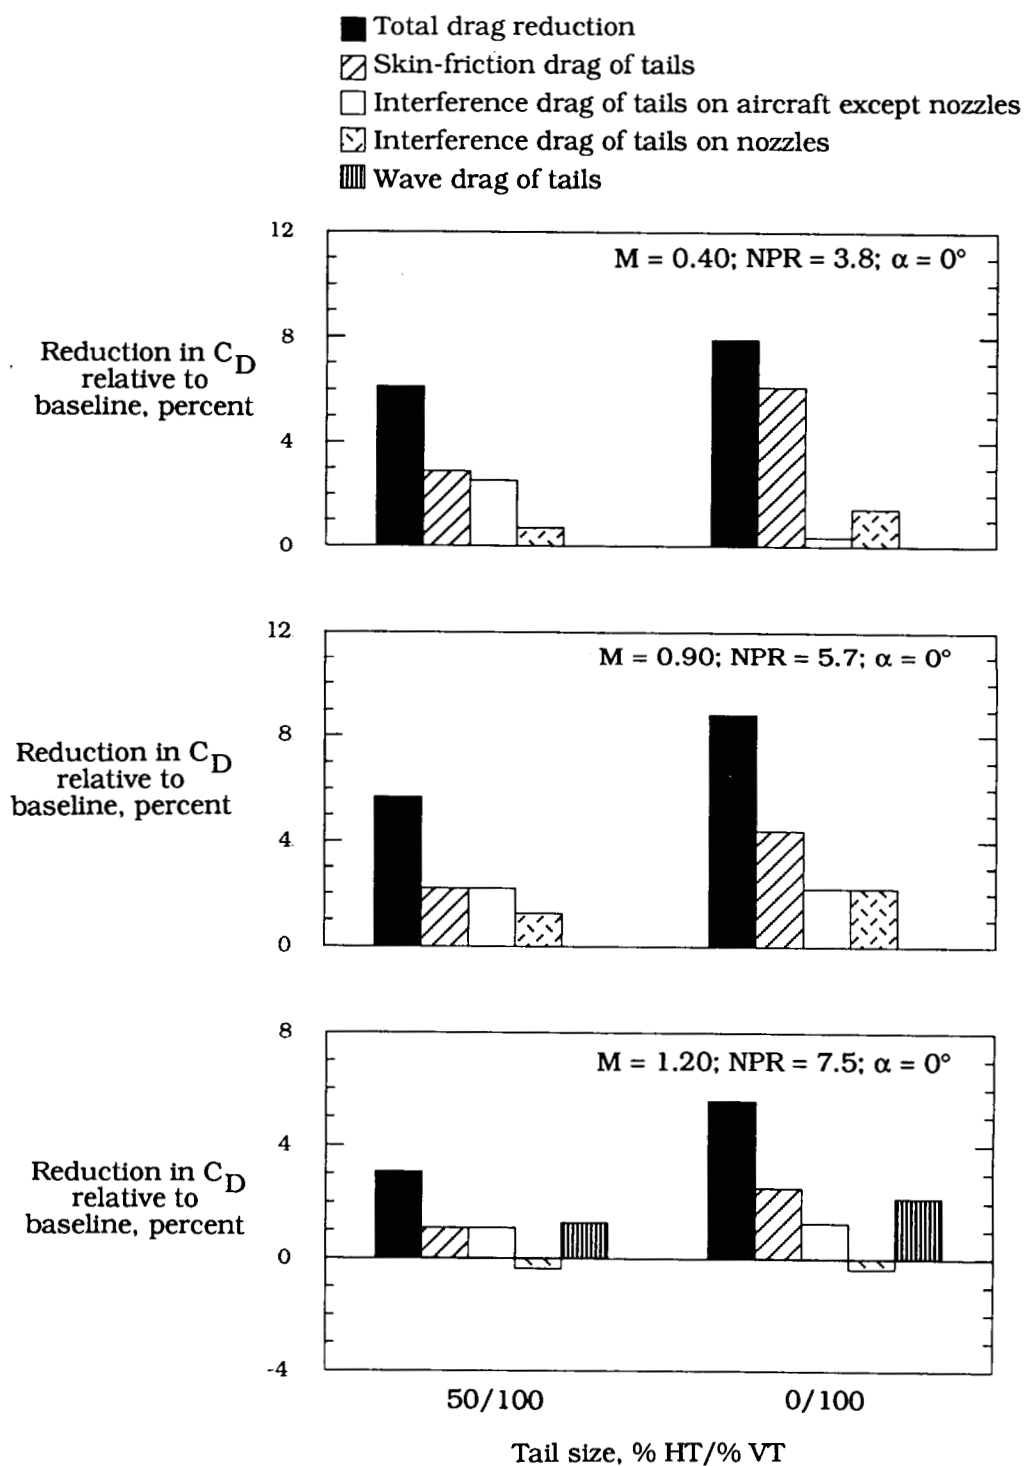 Total drag reduction
Skin-friction drag of tails
Interference drag of tails on aircraft except nozzles
Interference drag of tails on nozzles
Wave drag of tails
12
M = 0.40; NPR = 3.8; α = 0°
8
Reduction in CD
relative to
baseline, percent
4
0
12
M = 0.90; NPR = 5.7; α = 0°
8
Reduction in CD
relative to
baseline, percent
4
0
8
M = 1.20; NPR = 7.5; α = 0°
4
Reduction in CD
relative to
baseline, percent
0
-4
50/100 0/100
Tail size, % HT/% VT